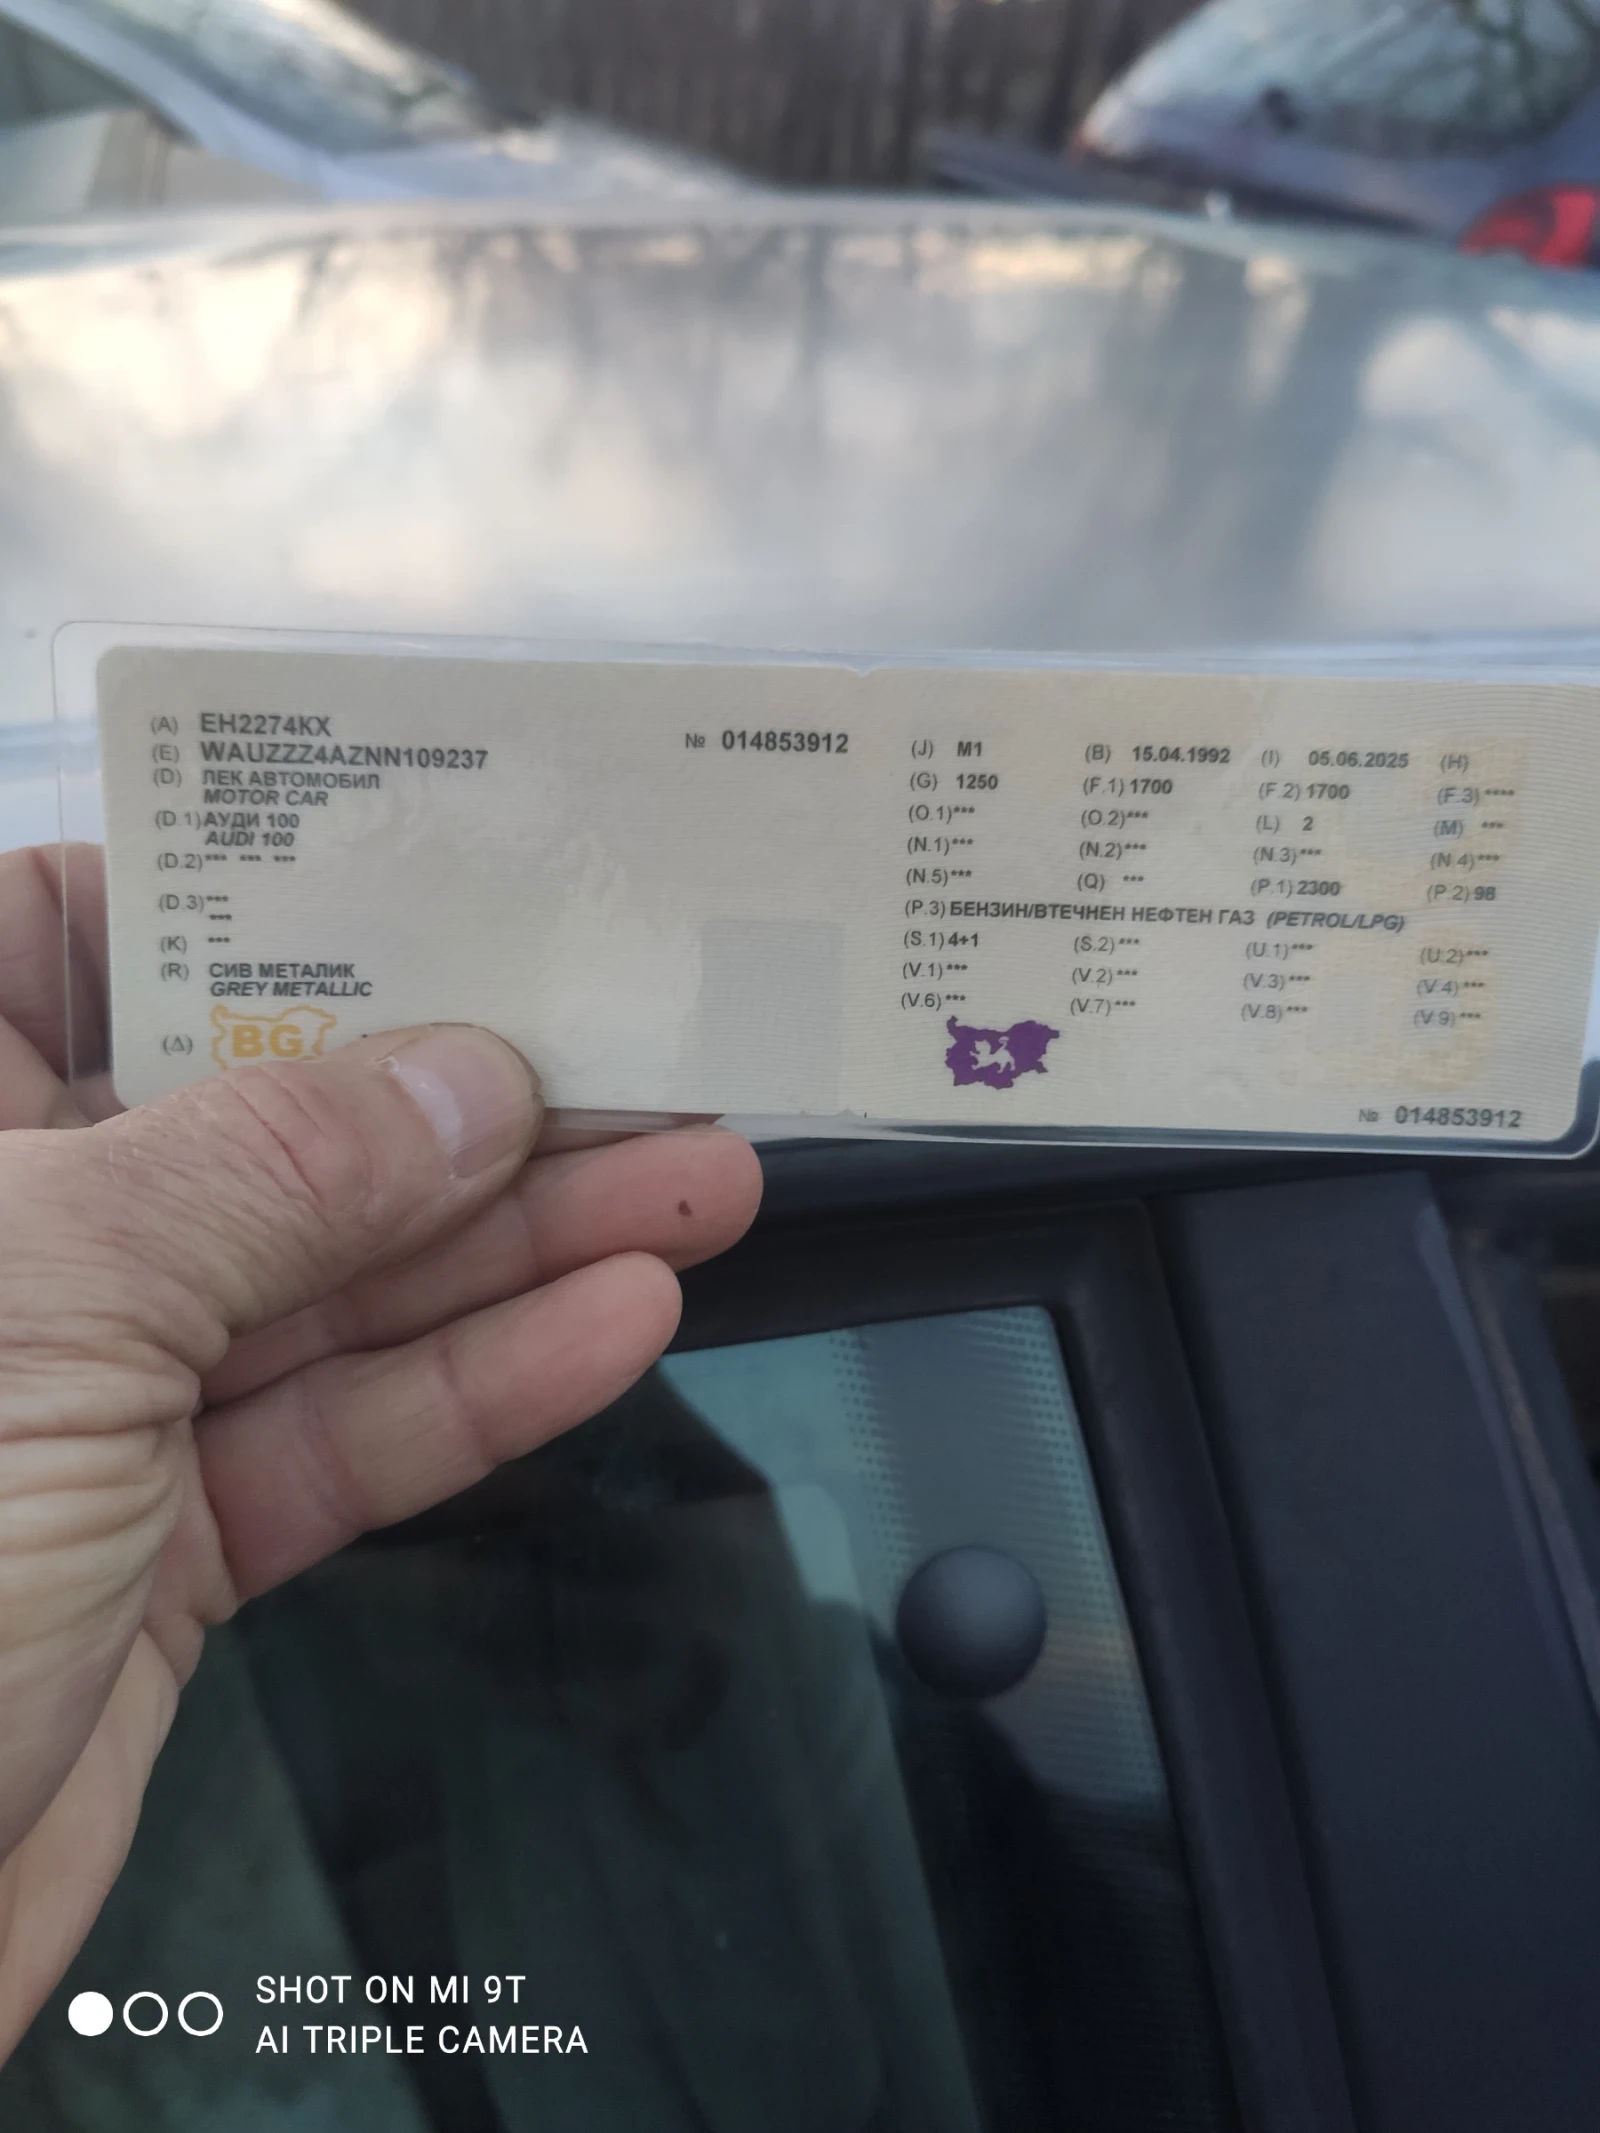 (A) ЕН2274КХ
(E) WAUZZZ4AZNN109237
№ 014853912
(D) ЛЕК АВТОМОБИЛ
MOTOR CAR
(D.1) АУДИ 100
AUDI 100
(D.2)*** *** ***
(D.3)***
***
(K) ***
(R) СИВ МЕТАЛИК
GREY METALLIC
(Δ) BG
(J) M1 (B) 15.04.1992 (I) 05.06.2025 (H)
(G) 1250 (F.1) 1700 (F.2) 1700 (F.3)****
(O.1)*** (O.2)*** (L) 2 (M) ***
(N.1)*** (N.2)*** (N.3)*** (N.4)***
(N.5)*** (Q) *** (P.1) 2300 (P.2) 98
(P.3) БЕНЗИН/ВТЕЧНЕН НЕФТЕН ГАЗ (PETROL/LPG)
(S.1) 4+1 (S.2)*** (U.1)*** (U.2)***
(V.1)*** (V.2)*** (V.3)*** (V.4)***
(V.6)*** (V.7)*** (V.8)*** (V.9)***
№ 014853912
SHOT ON MI 9T
AI TRIPLE CAMERA